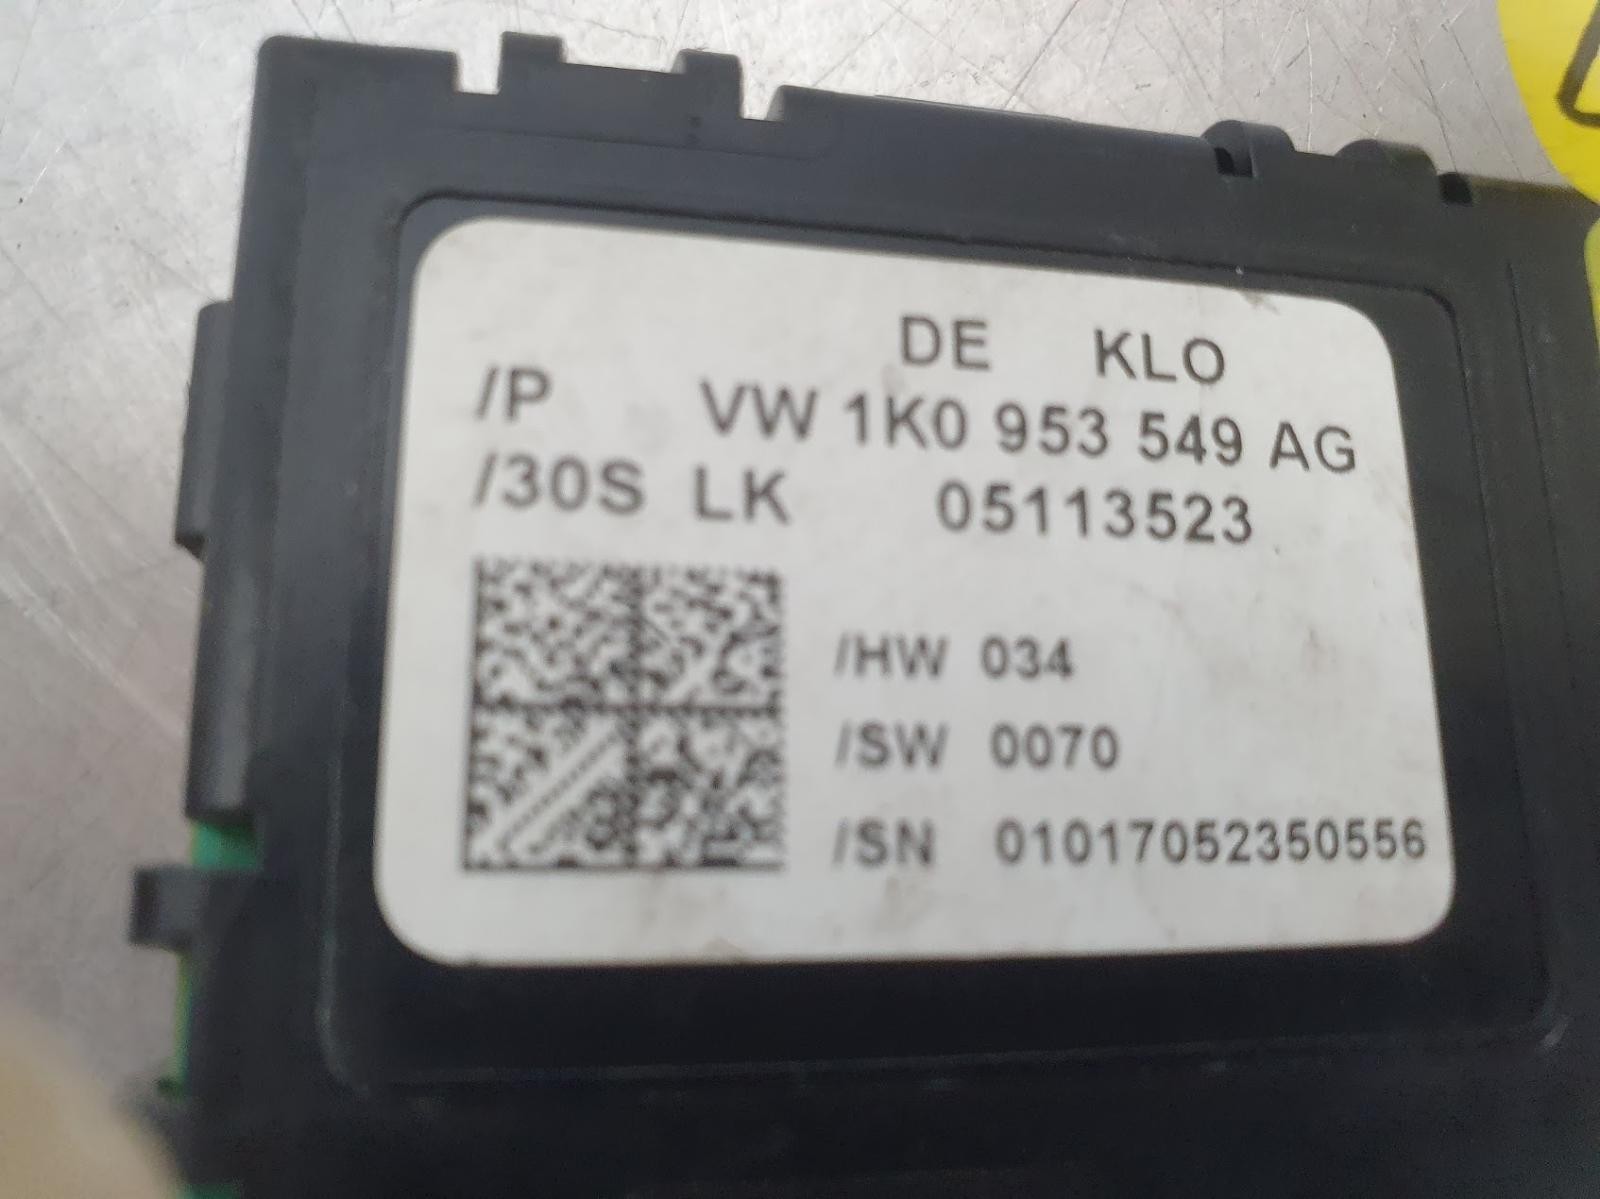 DE KLO
/P VW 1K0 953 549 AG
/30S LK 05113523
/HW 034
/SW 0070
/SN 01017052350556